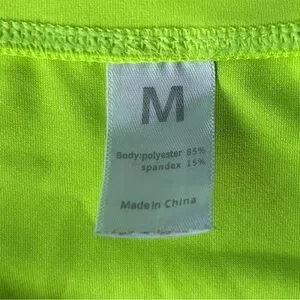 M
Body:polyester 85%
spandex 15%
Made in China